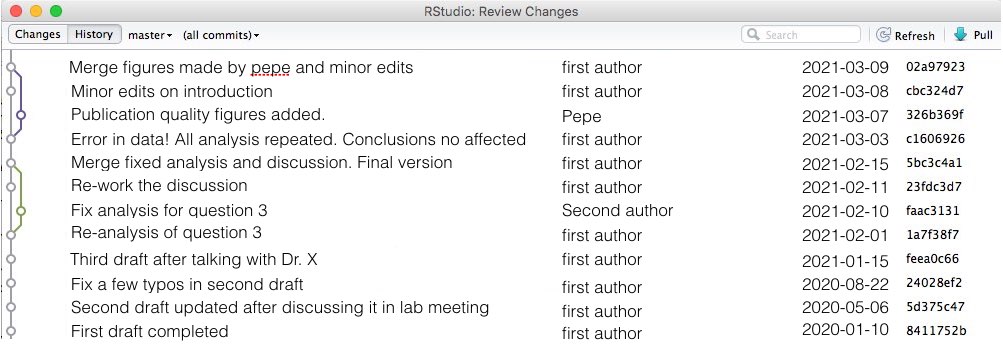 RStudio: Review Changes
Changes History master (all commits) Search Refresh Pull
Merge figures made by pepe and minor edits first author 2021-03-09 02a97923
Minor edits on introduction first author 2021-03-08 cbc324d7
Publication quality figures added. Pepe 2021-03-07 326b369f
Error in data! All analysis repeated. Conclusions no affected first author 2021-03-03 c1606926
Merge fixed analysis and discussion. Final version first author 2021-02-15 5bc3c4a1
Re-work the discussion first author 2021-02-11 23fdc3d7
Fix analysis for question 3 Second author 2021-02-10 faac3131
Re-analysis of question 3 first author 2021-02-01 1a7f38f7
Third draft after talking with Dr. X first author 2021-01-15 feea0c66
Fix a few typos in second draft first author 2020-08-22 24028ef2
Second draft updated after discussing it in lab meeting first author 2020-05-06 5d375c47
First draft completed first author 2020-01-10 8411752b